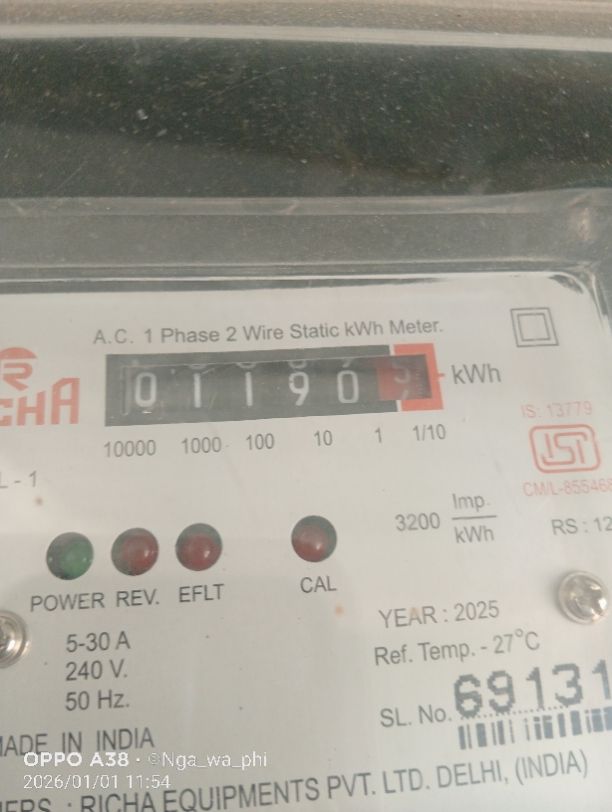 A.C. 1 Phase 2 Wire Static kWh Meter.
R
CHA
01190 kWh
10000 1000 100 10 1 1/10
IS: 13779
ISI
CM/L-855468
L - 1
3200 Imp.
kWh
RS : 12
POWER REV. EFLT CAL
5-30 A
240 V.
50 Hz.
YEAR : 2025
Ref. Temp. - 27°C
SL. No. 69131
MADE IN INDIA
ERS : RICHA EQUIPMENTS PVT. LTD. DELHI, (INDIA)
OPPO A38 · ©Nga_wa_phi
2026/01/01 11:54